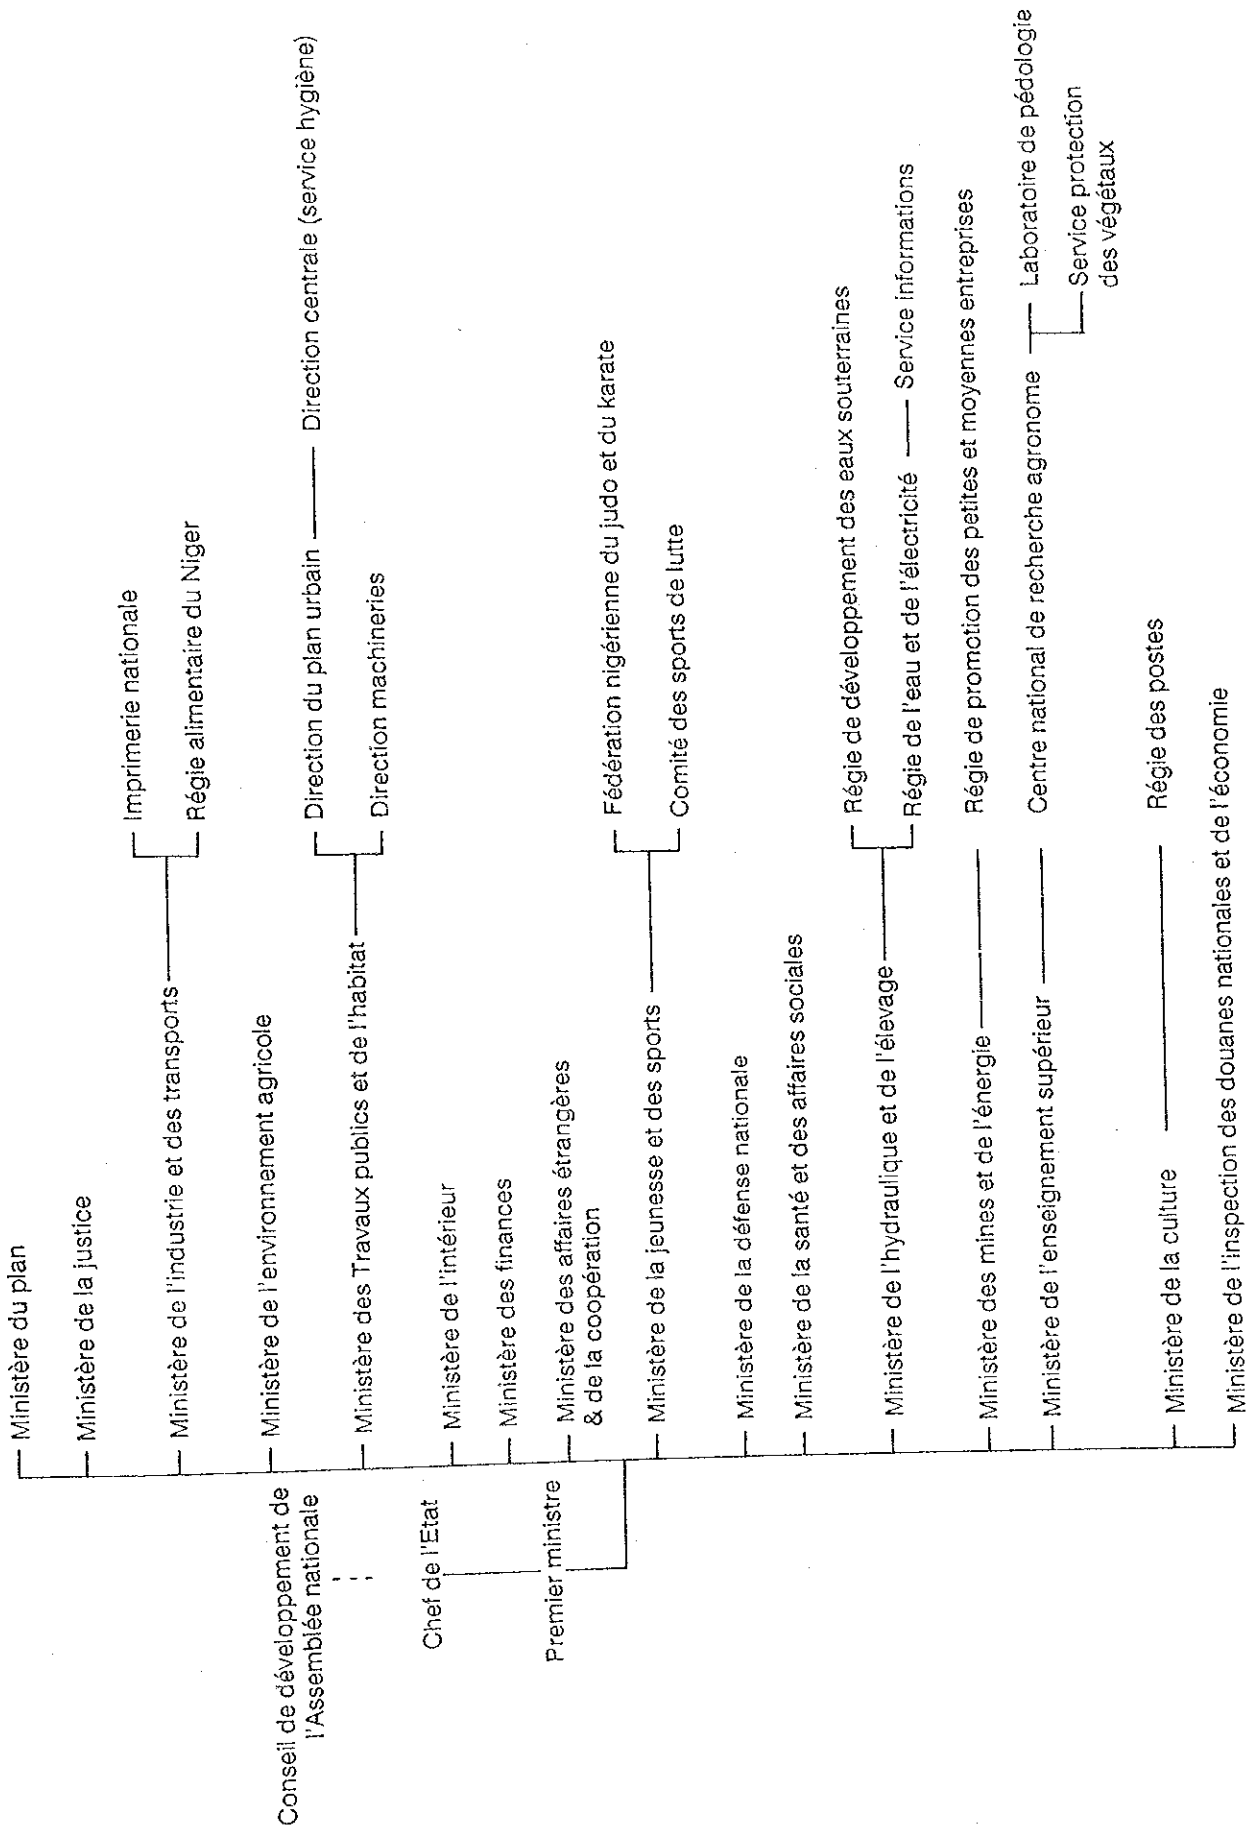 Conseil de développement de
l'Assemblée nationale
Chef de l'Etat
Premier ministre
Ministère du plan
Ministère de la justice
Ministère de l'industrie et des transports
Imprimerie nationale
Régie alimentaire du Niger
Ministère de l'environnement agricole
Ministère des Travaux publics et de l'habitat
Direction du plan urbain
Direction centrale (service hygiène)
Direction machineries
Ministère de l'intérieur
Ministère des finances
Ministère des affaires étrangères
& de la coopération
Ministère de la jeunesse et des sports
Fédération nigérienne du judo et du karate
Comité des sports de lutte
Ministère de la défense nationale
Ministère de la santé et des affaires sociales
Ministère de l'hydraulique et de l'élevage
Régie de développement des eaux souterraines
Régie de l'eau et de l'électricité
Service informations
Ministère des mines et de l'énergie
Régie de promotion des petites et moyennes entreprises
Ministère de l'enseignement supérieur
Centre national de recherche agronome
Laboratoire de pédologie
Service protection
des végétaux
Ministère de la culture
Régie des postes
Ministère de l'inspection des douanes nationales et de l'économie